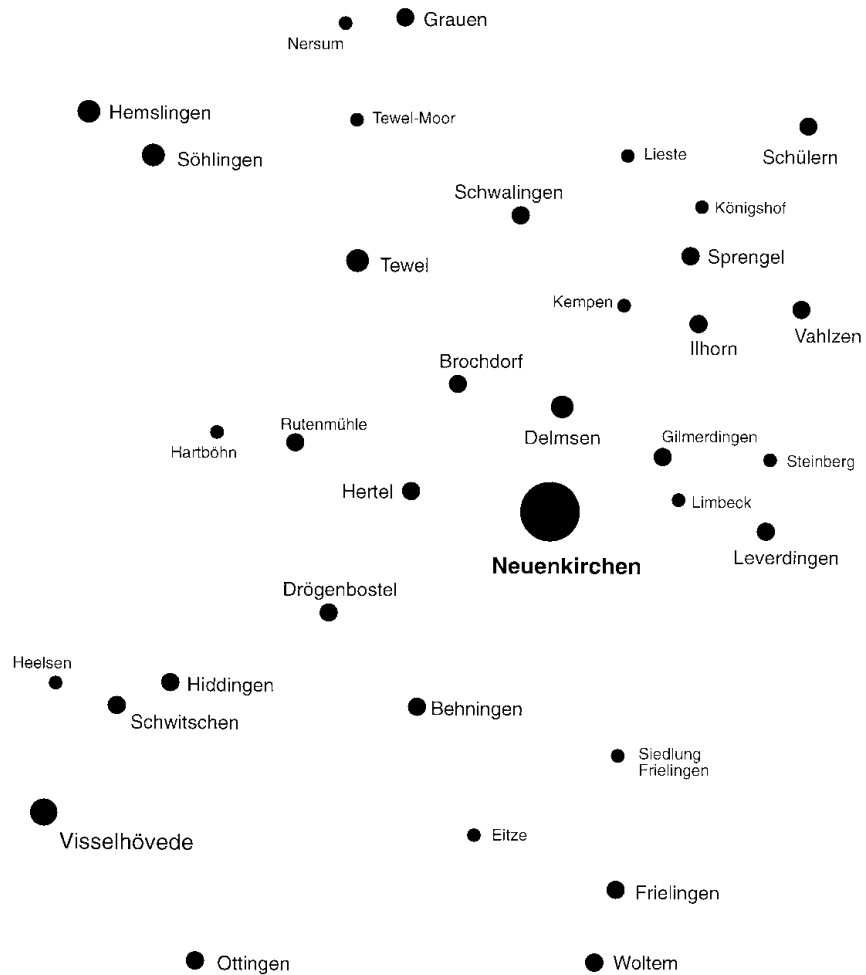 Grauen
Nersum
Hemslingen
Tewel-Moor
Söhlingen
Lieste
Schülern
Schwalingen
Königshof
Sprengel
Tewel
Kempen
Ilhorn
Vahlzen
Brochdorf
Rutenmühle
Delmsen
Gilmerdingen
Hartböhn
Steinberg
Hertel
Limbeck
Leverdingen
Neuenkirchen
Drögenbostel
Heelsen
Hiddingen
Schwitschen
Behningen
Siedlung
Frielingen
Visselhövede
Eitze
Frielingen
Ottingen
Woltem